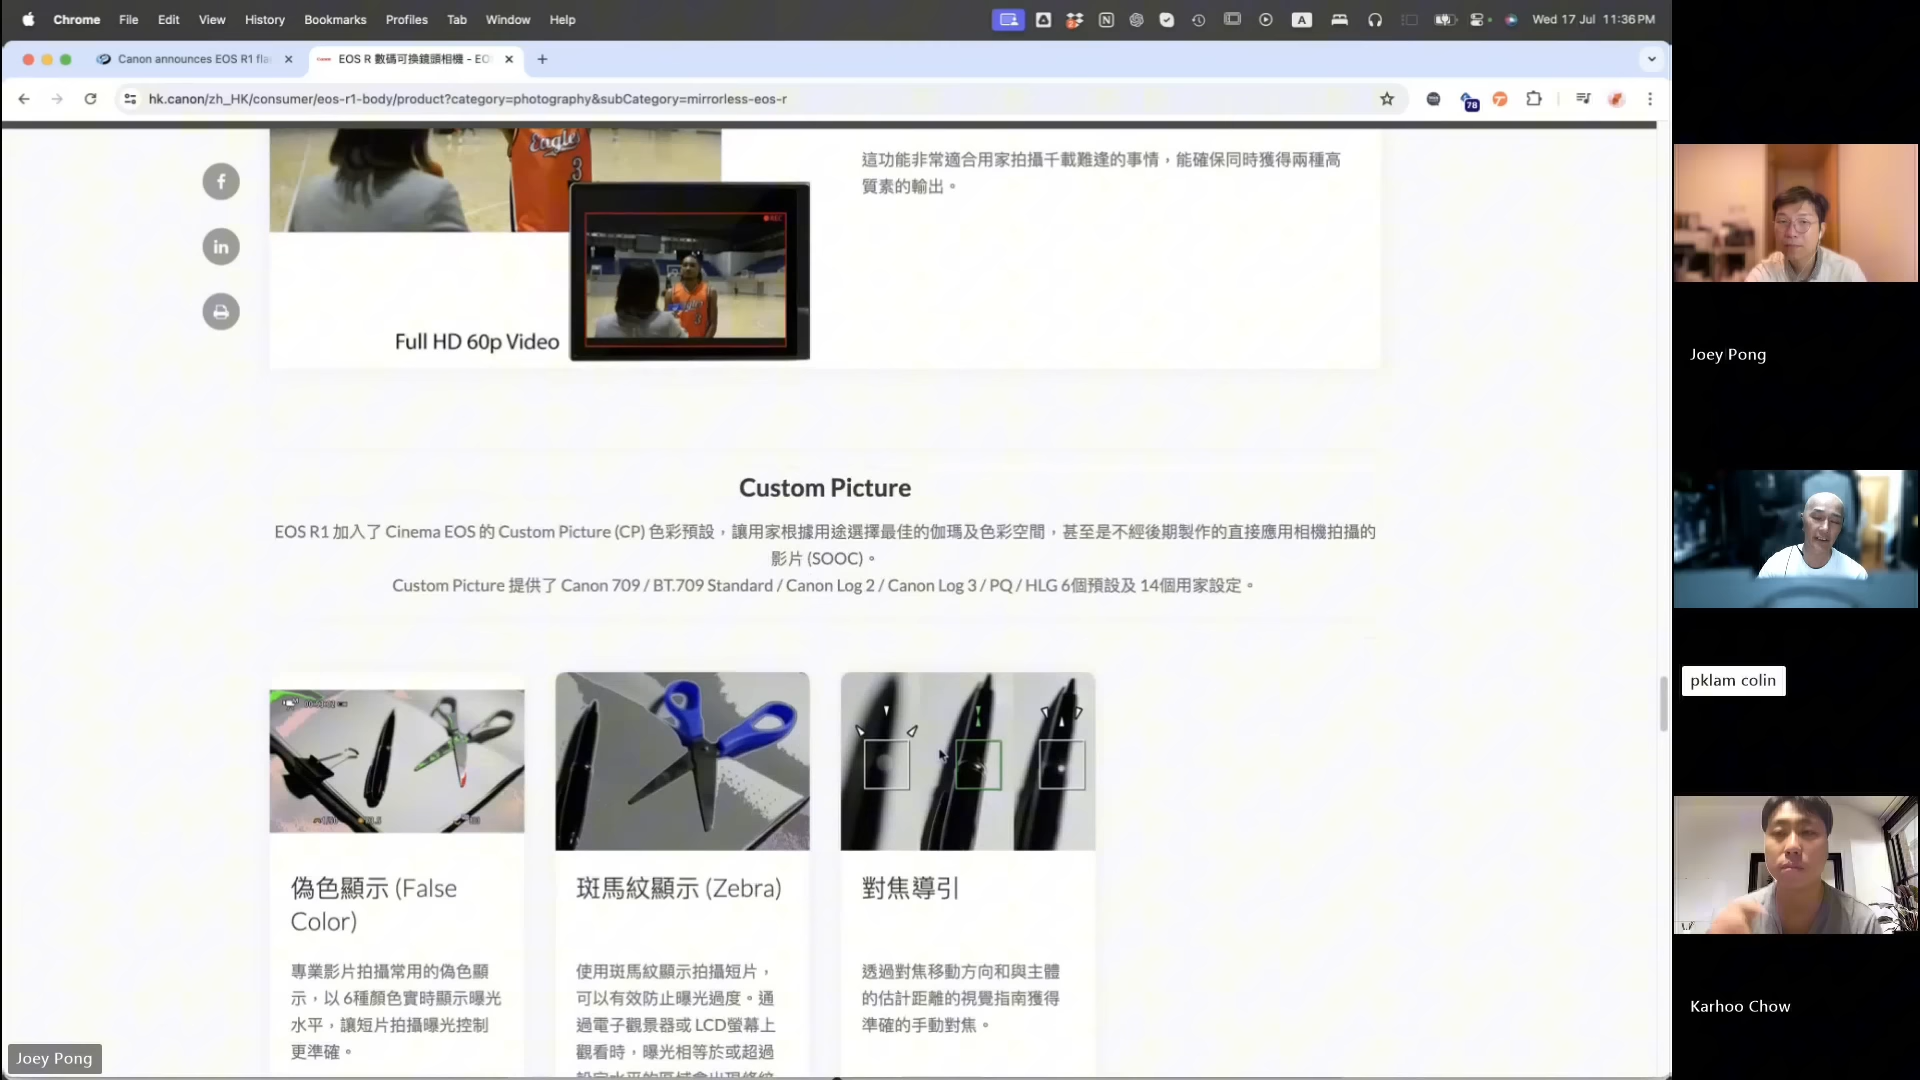 Chrome File Edit View History Bookmarks Profiles Tab Window Help
Wed 17 Jul 11:36 PM
Canon announces EOS R1 fla
EOS R 數碼可換鏡頭相機 - EO
hk.canon/zh_HK/consumer/eos-r1-body/product?category=photography&subCategory=mirrorless-eos-r
78
Eagles
3
這功能非常適合用家拍攝千載難逢的事情，能確保同時獲得兩種高
質素的輸出。
REC
3
Full HD 60p Video
Custom Picture
EOS R1 加入了 Cinema EOS 的 Custom Picture (CP) 色彩預設，讓用家根據用途選擇最佳的伽瑪及色彩空間，甚至是不經後期製作的直接應用相機拍攝的
影片 (SOOC)。
Custom Picture 提供了 Canon 709 / BT.709 Standard / Canon Log 2 / Canon Log 3 / PQ / HLG 6個預設及 14個用家設定。
偽色顯示 (False
Color)
專業影片拍攝常用的偽色顯
示，以 6種顏色實時顯示曝光
水平，讓短片拍攝曝光控制
更準確。
斑馬紋顯示 (Zebra)
使用斑馬紋顯示拍攝短片，
可以有效防止曝光過度。通
過電子觀景器或 LCD螢幕上
觀看時，曝光相等於或超過
對焦導引
透過對焦移動方向和與主體
的估計距離的視覺指南獲得
準確的手動對焦。
Joey Pong
Joey Pong
pklam colin
Karhoo Chow